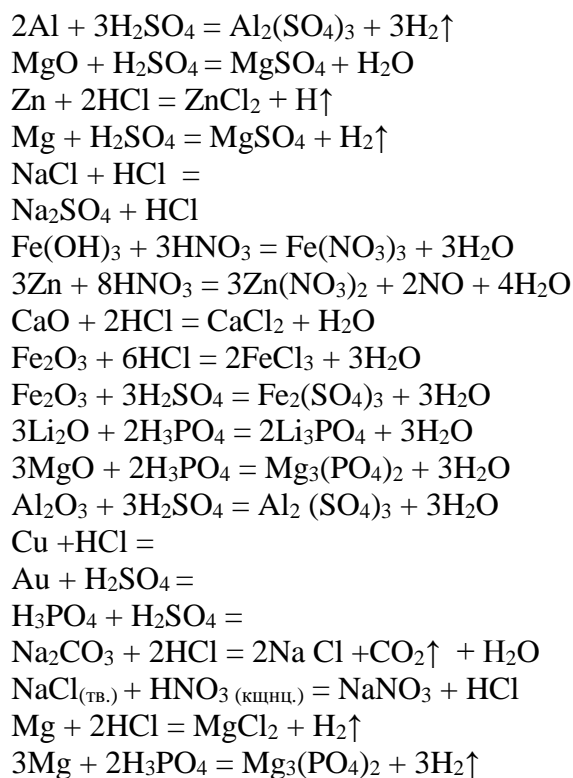 2Al + 3H₂SO₄ = Al₂(SO₄)₃ + 3H₂↑
MgO + H₂SO₄ = MgSO₄ + H₂O
Zn + 2HCl = ZnCl₂ + H↑
Mg + H₂SO₄ = MgSO₄ + H₂↑
NaCl + HCl =
Na₂SO₄ + HCl
Fe(OH)₃ + 3HNO₃ = Fe(NO₃)₃ + 3H₂O
3Zn + 8HNO₃ = 3Zn(NO₃)₂ + 2NO + 4H₂O
CaO + 2HCl = CaCl₂ + H₂O
Fe₂O₃ + 6HCl = 2FeCl₃ + 3H₂O
Fe₂O₃ + 3H₂SO₄ = Fe₂(SO₄)₃ + 3H₂O
3Li₂O + 2H₃PO₄ = 2Li₃PO₄ + 3H₂O
3MgO + 2H₃PO₄ = Mg₃(PO₄)₂ + 3H₂O
Al₂O₃ + 3H₂SO₄ = Al₂ (SO₄)₃ + 3H₂O
Cu +HCl =
Au + H₂SO₄ =
H₃PO₄ + H₂SO₄ =
Na₂CO₃ + 2HCl = 2Na Cl +CO₂↑ + H₂O
NaCl(тв.) + HNO₃ (кщнц.) = NaNO₃ + HCl
Mg + 2HCl = MgCl₂ + H₂↑
3Mg + 2H₃PO₄ = Mg₃(PO₄)₂ + 3H₂↑